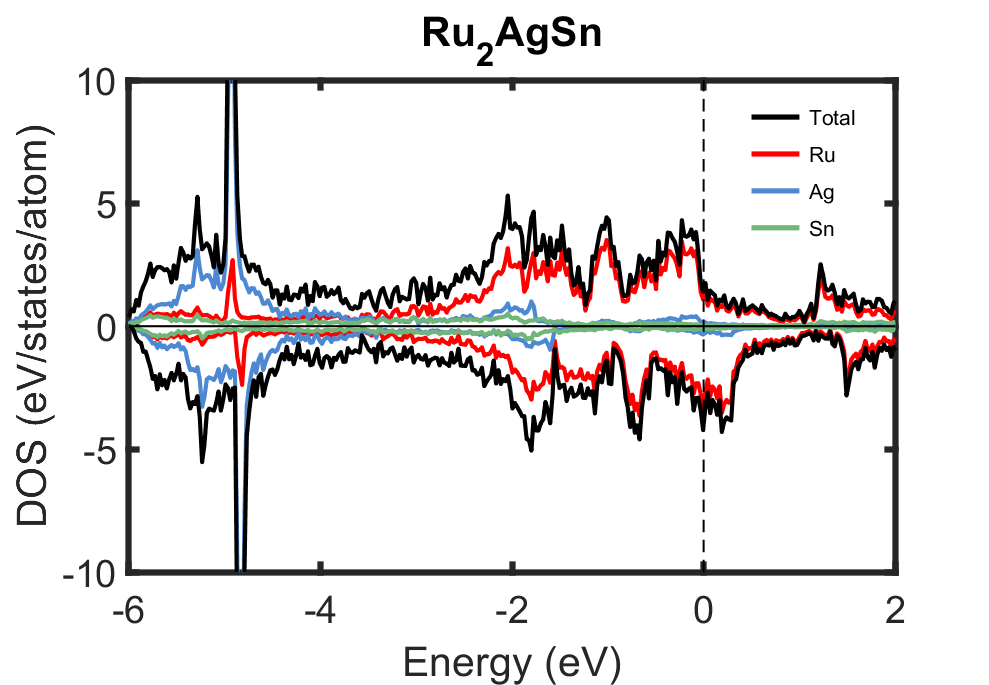 Ru₂AgSn
DOS (eV/states/atom)
10
5
0
-5
-10
Total
Ru
Ag
Sn
-6 -4 -2 0 2
Energy (eV)